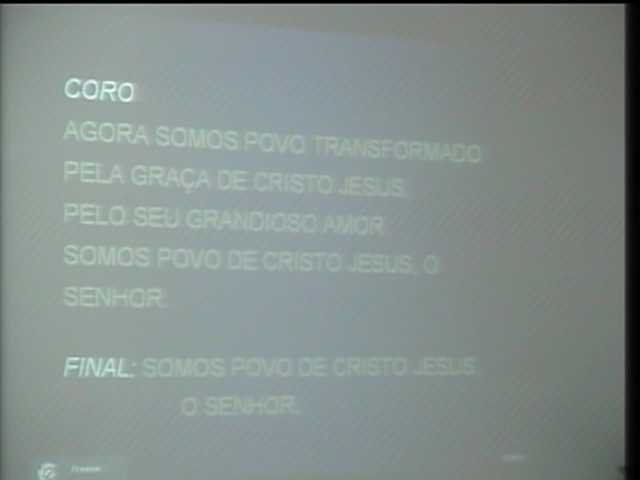 CORO
AGORA SOMOS POVO TRANSFORMADO
PELA GRAÇA DE CRISTO JESUS,
PELO SEU GRANDIOSO AMOR.
SOMOS POVO DE CRISTO JESUS, O
SENHOR.
FINAL: SOMOS POVO DE CRISTO JESUS,
O SENHOR.